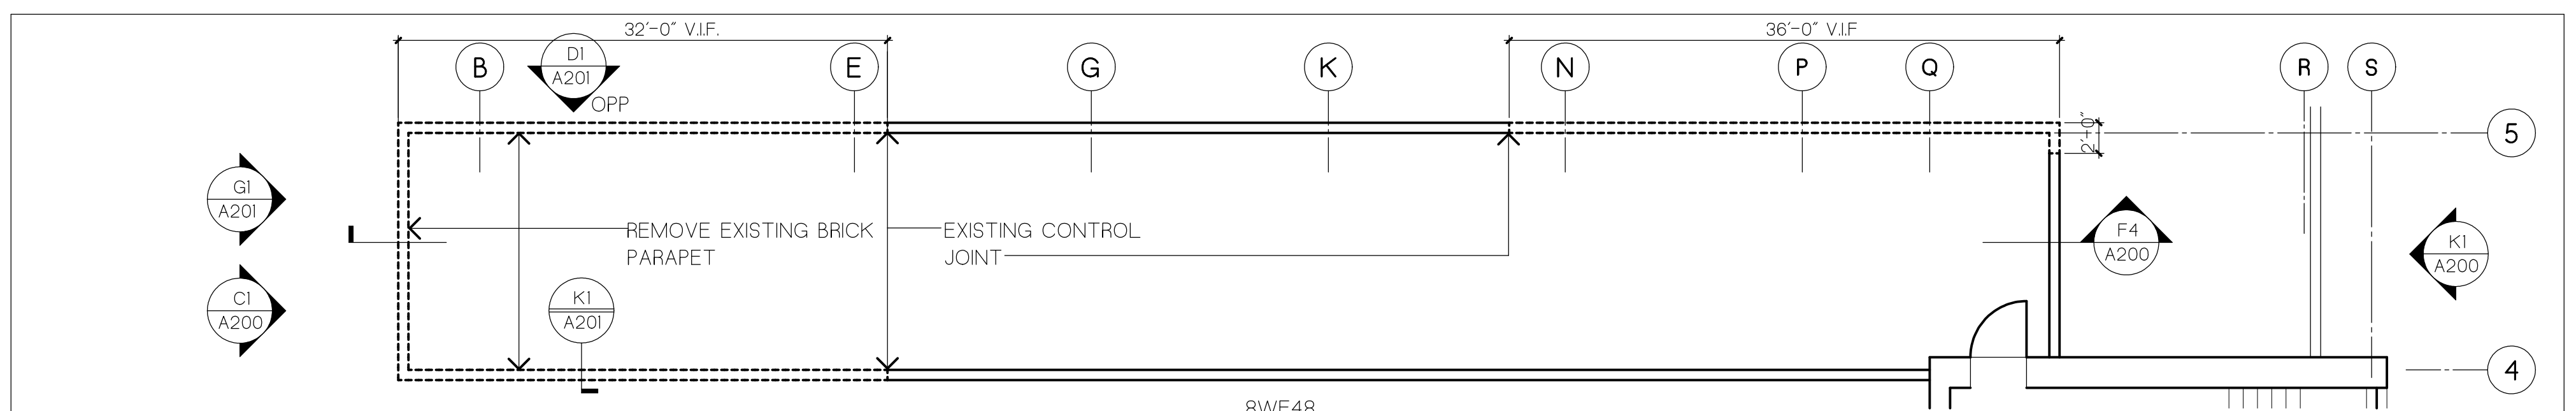 32'-0" V.I.F.
36'-0" V.I.F
B
D1
A201
OPP
E
G
K
N
P
Q
R
S
2'-0"
5
G1
A201
REMOVE EXISTING BRICK
PARAPET
EXISTING CONTROL
JOINT
F4
A200
K1
A200
C1
A200
K1
A201
4
8WF48